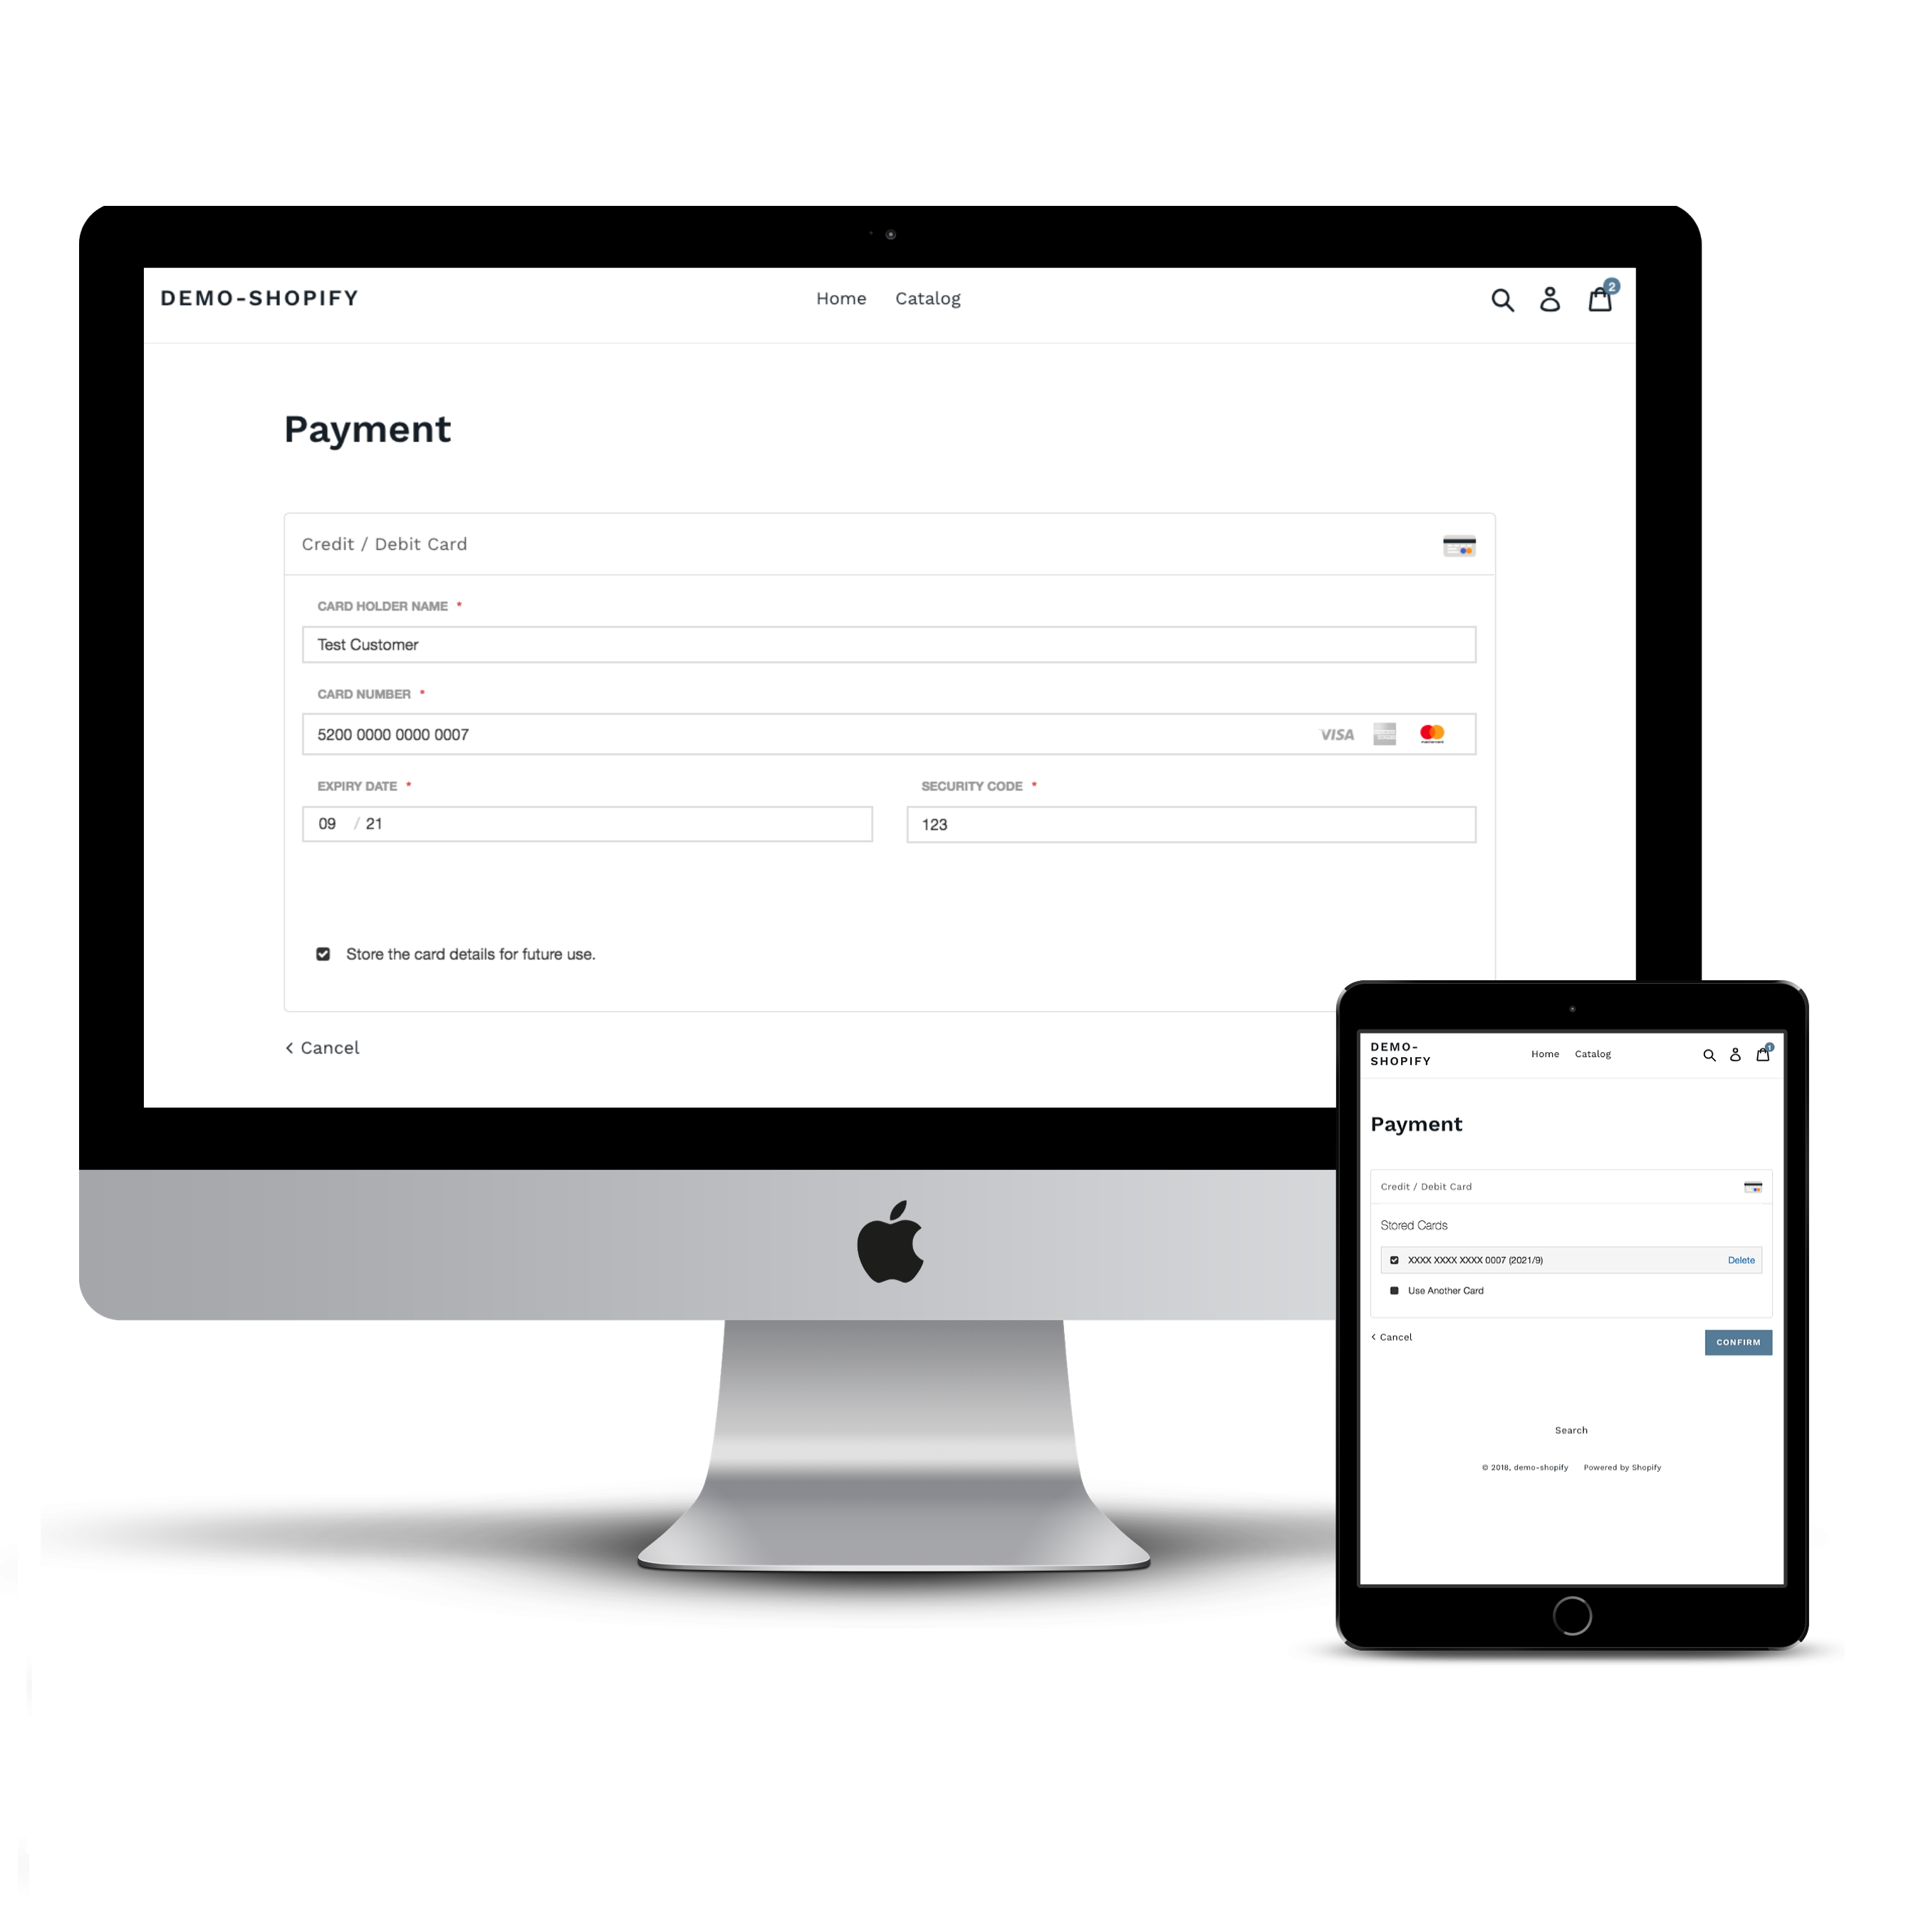 DEMO-SHOPIFY
Home Catalog
2
Payment
Credit / Debit Card
CARD HOLDER NAME *
Test Customer
CARD NUMBER *
5200 0000 0000 0007 VISA mastercard
EXPIRY DATE * SECURITY CODE *
09 / 21 123
Store the card details for future use.
< Cancel
DEMO-
SHOPIFY
Home Catalog
1
Payment
Credit / Debit Card
Stored Cards
XXXX XXXX XXXX 0007 (2021/9) Delete
Use Another Card
< Cancel CONFIRM
Search
© 2018, demo-shopify Powered by Shopify